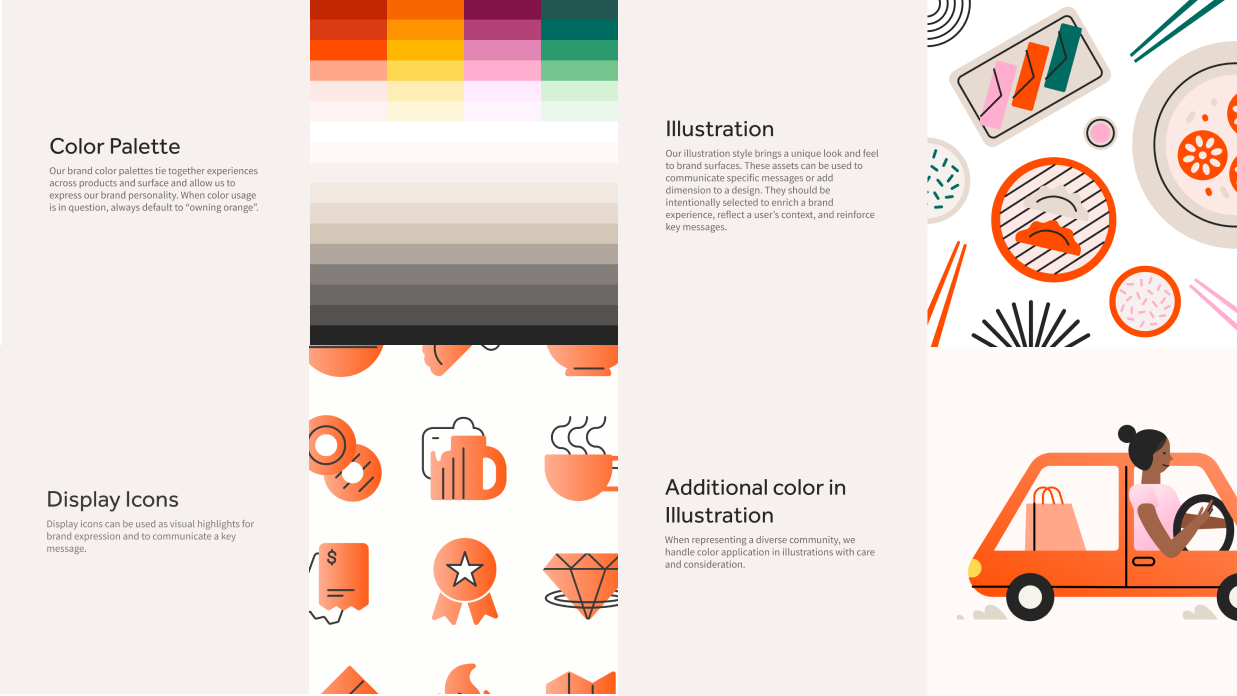 Color Palette
Our brand color palettes tie together experiences
across products and surface and allow us to
express our brand personality. When color usage
is in question, always default to “owning orange”.
Illustration
Our illustration style brings a unique look and feel
to brand surfaces. These assets can be used to
communicate specific messages or add
dimension to a design. They should be
intentionally selected to enrich a brand
experience, reflect a user’s context, and reinforce
key messages.
Display Icons
Display icons can be used as visual highlights for
brand expression and to communicate a key
message.
$
Additional color in
Illustration
When representing a diverse community, we
handle color application in illustrations with care
and consideration.